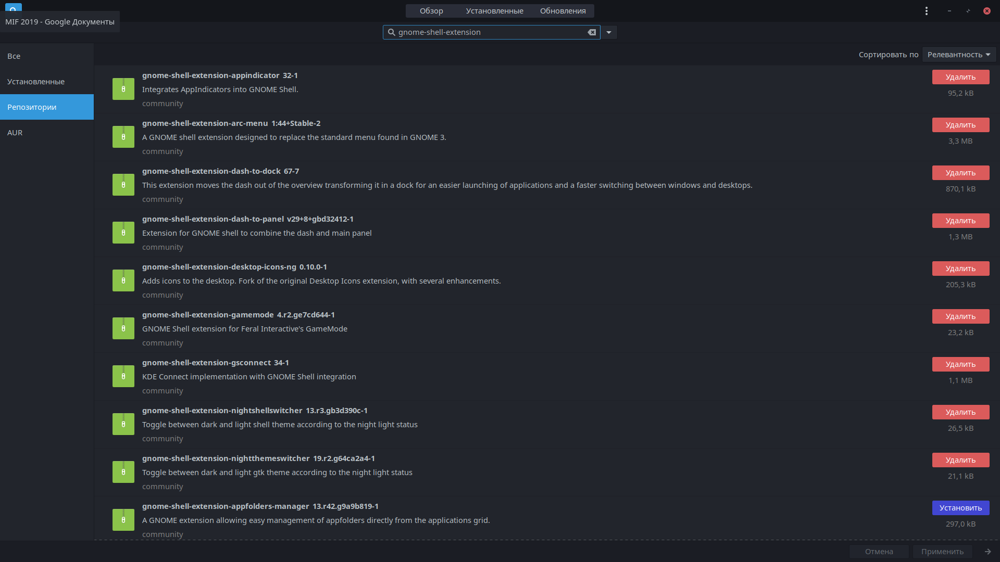 Обзор Установленные Обновления
MIF 2019 - Google Документы
gnome-shell-extension
Все
Установленные
Репозитории
AUR
Сортировать по Релевантность
gnome-shell-extension-appindicator 32-1
Integrates AppIndicators into GNOME Shell.
community
Удалить
95,2 kB
gnome-shell-extension-arc-menu 1:44+Stable-2
A GNOME shell extension designed to replace the standard menu found in GNOME 3.
community
Удалить
3,3 MB
gnome-shell-extension-dash-to-dock 67-7
This extension moves the dash out of the overview transforming it in a dock for an easier launching of applications and a faster switching between windows and desktops.
community
Удалить
870,1 kB
gnome-shell-extension-dash-to-panel v29+8+gbd32412-1
Extension for GNOME shell to combine the dash and main panel
community
Удалить
1,3 MB
gnome-shell-extension-desktop-icons-ng 0.10.0-1
Adds icons to the desktop. Fork of the original Desktop Icons extension, with several enhancements.
community
Удалить
205,3 kB
gnome-shell-extension-gamemode 4.r2.ge7cd644-1
GNOME Shell extension for Feral Interactive's GameMode
community
Удалить
23,2 kB
gnome-shell-extension-gsconnect 34-1
KDE Connect implementation with GNOME Shell integration
community
Удалить
1,1 MB
gnome-shell-extension-nightshellswitcher 13.r3.gb3d390c-1
Toggle between dark and light shell theme according to the night light status
community
Удалить
26,5 kB
gnome-shell-extension-nightthemeswitcher 19.r2.g64ca2a4-1
Toggle between dark and light gtk theme according to the night light status
community
Удалить
21,1 kB
gnome-shell-extension-appfolders-manager 13.r42.g9a9b819-1
A GNOME extension allowing easy management of appfolders directly from the applications grid.
community
Установить
297,0 kB
Отмена Применить